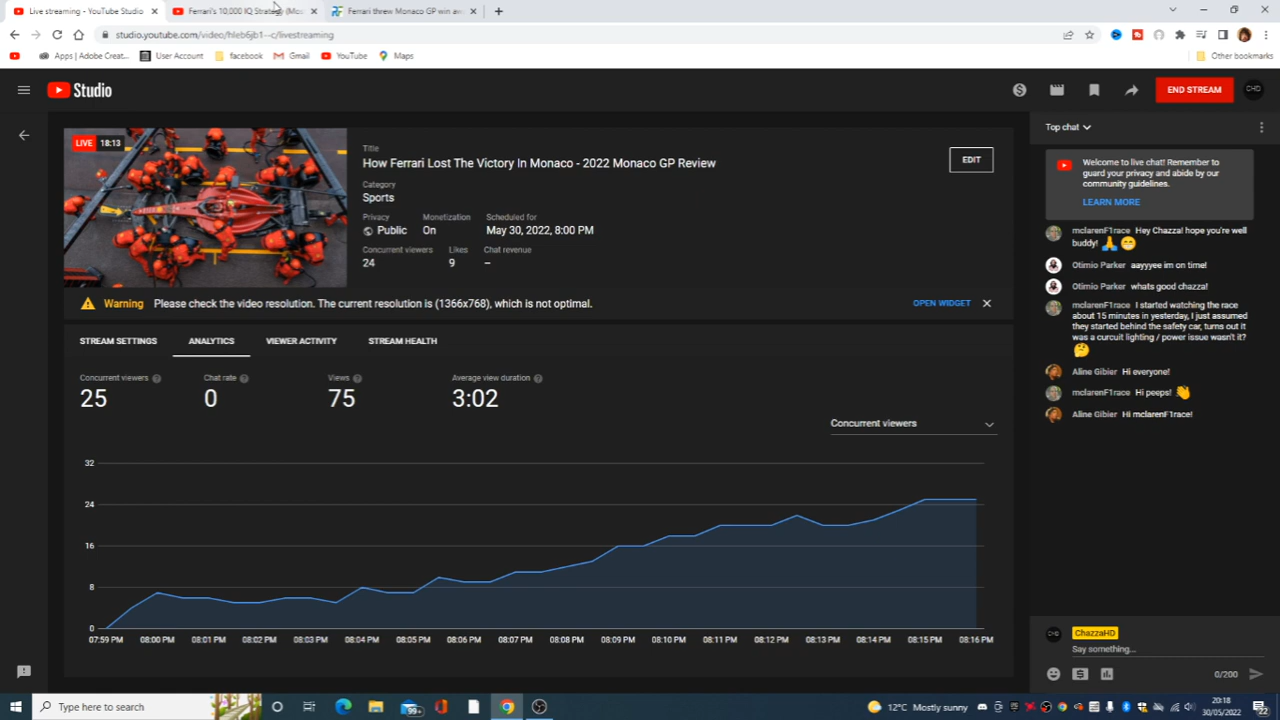 Live streaming - YouTube Studio
Ferrari's 10,000 IQ Strategy (Mo
Ferrari threw Monaco GP win aw
studio.youtube.com/video/hleb6jb1--c/livestreaming
Apps | Adobe Creat...
User Account
facebook
Gmail
YouTube
Maps
Other bookmarks
Studio
END STREAM
CHD
LIVE 18:13
Title
How Ferrari Lost The Victory In Monaco - 2022 Monaco GP Review
EDIT
Category
Sports
Privacy Monetization Scheduled for
Public On May 30, 2022, 8:00 PM
Concurrent viewers Likes Chat revenue
24 9 –
Warning Please check the video resolution. The current resolution is (1366x768), which is not optimal.
OPEN WIDGET
STREAM SETTINGS ANALYTICS VIEWER ACTIVITY STREAM HEALTH
Concurrent viewers Chat rate Views Average view duration
25 0 75 3:02
Concurrent viewers
32
24
16
8
0
07:59 PM 08:00 PM 08:01 PM 08:02 PM 08:03 PM 08:04 PM 08:05 PM 08:06 PM 08:07 PM 08:08 PM 08:09 PM 08:10 PM 08:11 PM 08:12 PM 08:13 PM 08:14 PM 08:15 PM 08:16 PM
Top chat
Welcome to live chat! Remember to
guard your privacy and abide by our
community guidelines.
LEARN MORE
mclarenF1race Hey Chazza! hope you're well
buddy! 🙏😁
Otimio Parker aayyyee im on time!
Otimio Parker whats good chazza!
mclarenF1race I started watching the race
about 15 minutes in yesterday, I just assumed
they started behind the safety car, turns out it
was a curcuit lighting / power issue wasn't it?
🤔
Aline Gibier Hi everyone!
mclarenF1race Hi peeps! 👋
Aline Gibier Hi mclarenF1race!
CHD
ChazzaHD
Say something...
0/200
Type here to search
99+
12°C Mostly sunny
20:18
30/05/2022
22